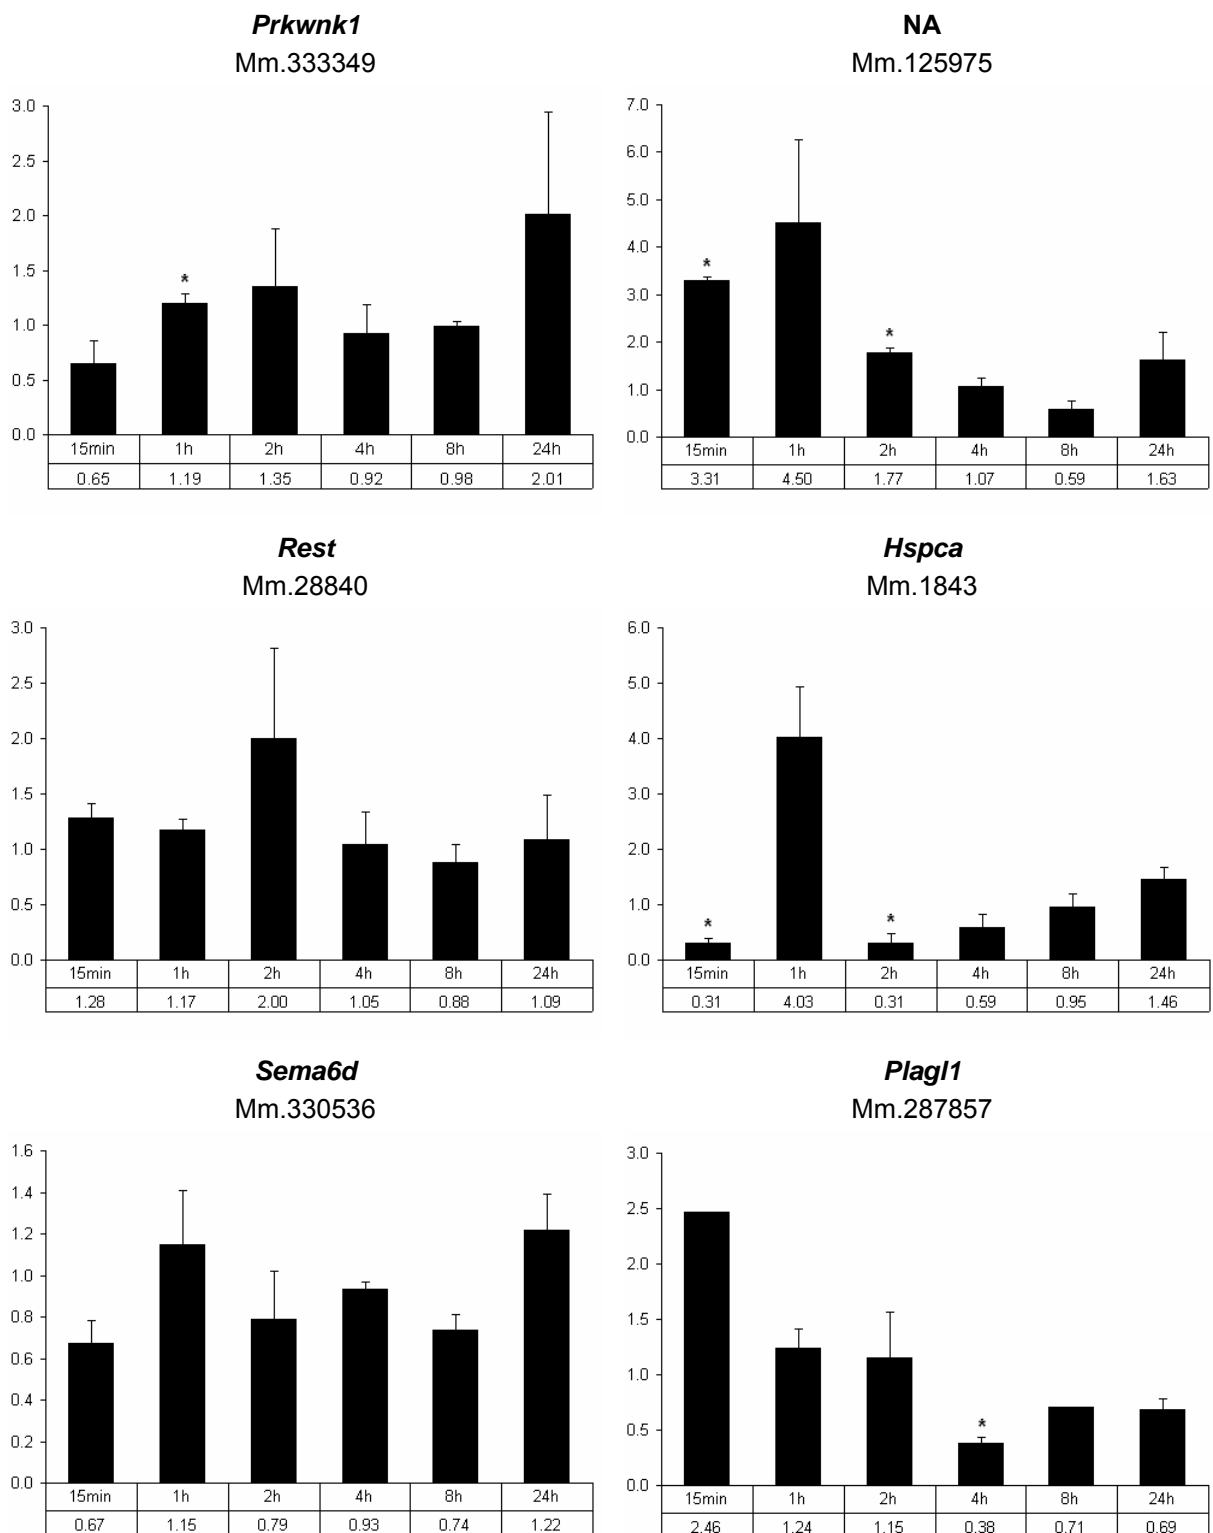 Prkwnk1
Mm.333349
3.0
2.5
2.0
1.5
1.0
0.5
0.0
*
15min 1h 2h 4h 8h 24h
0.65 1.19 1.35 0.92 0.98 2.01
NA
Mm.125975
7.0
6.0
5.0
4.0
3.0
2.0
1.0
0.0
*
*
15min 1h 2h 4h 8h 24h
3.31 4.50 1.77 1.07 0.59 1.63
Rest
Mm.28840
3.0
2.5
2.0
1.5
1.0
0.5
0.0
15min 1h 2h 4h 8h 24h
1.28 1.17 2.00 1.05 0.88 1.09
Hspca
Mm.1843
6.0
5.0
4.0
3.0
2.0
1.0
0.0
*
*
15min 1h 2h 4h 8h 24h
0.31 4.03 0.31 0.59 0.95 1.46
Sema6d
Mm.330536
1.6
1.4
1.2
1.0
0.8
0.6
0.4
0.2
0.0
15min 1h 2h 4h 8h 24h
0.67 1.15 0.79 0.93 0.74 1.22
Plagl1
Mm.287857
3.0
2.5
2.0
1.5
1.0
0.5
0.0
*
15min 1h 2h 4h 8h 24h
2.46 1.24 1.15 0.38 0.71 0.69